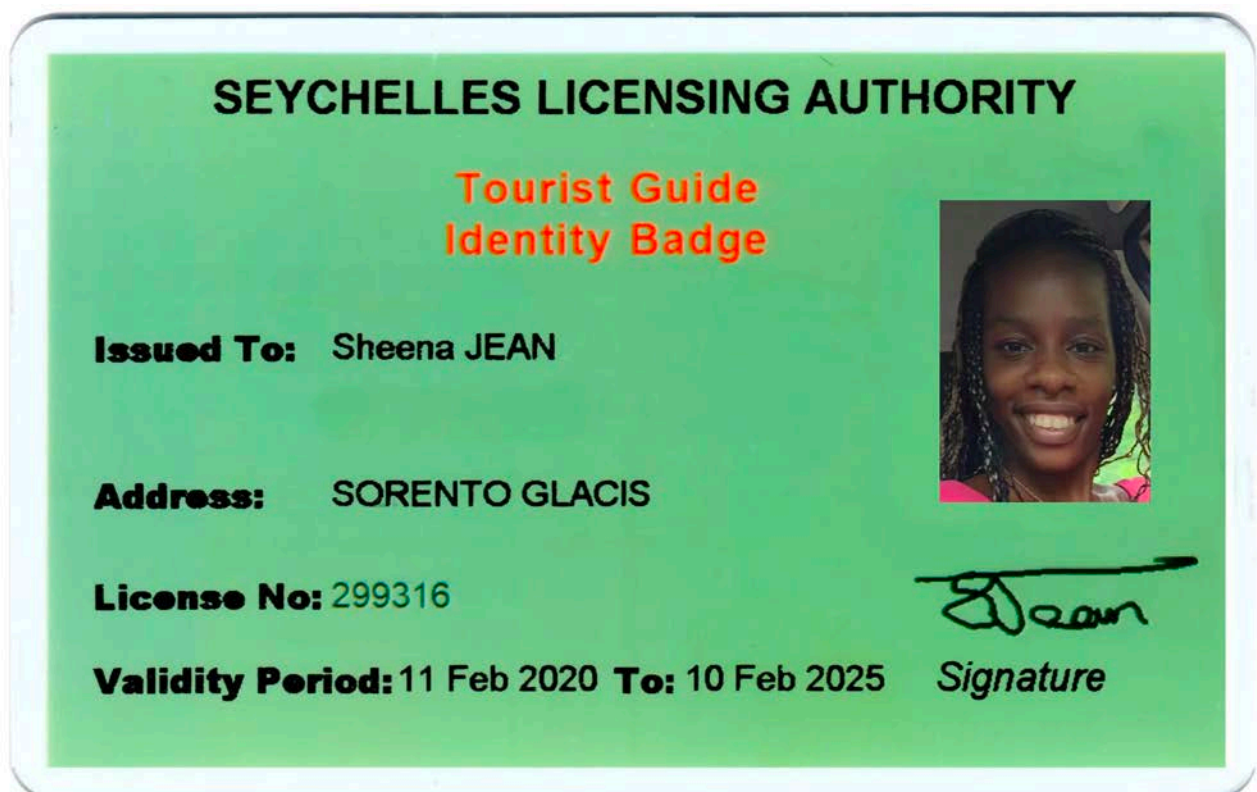 SEYCHELLES LICENSING AUTHORITY
Tourist Guide
Identity Badge
Issued To: Sheena JEAN
Address: SORENTO GLACIS
License No: 299316
SJean
Validity Period: 11 Feb 2020 To: 10 Feb 2025 Signature